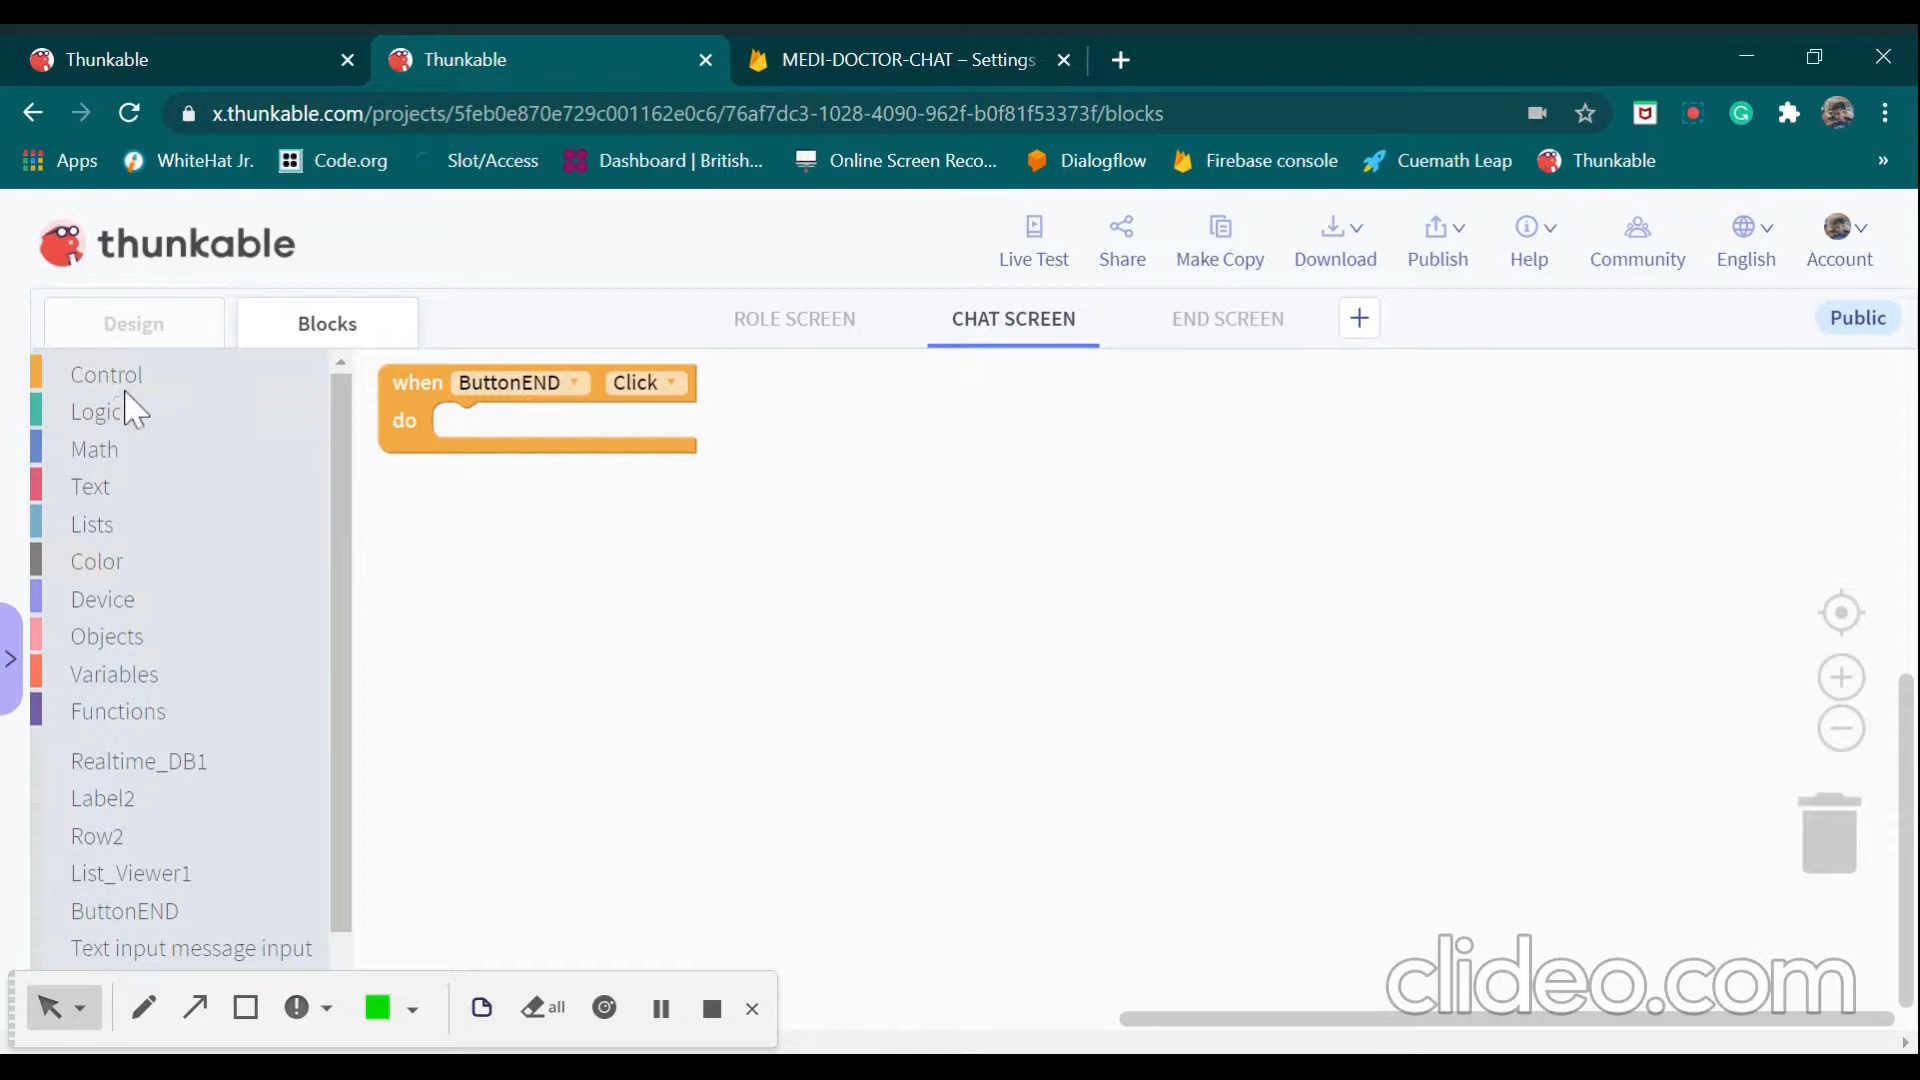 Thunkable
Thunkable
MEDI-DOCTOR-CHAT – Settings
x.thunkable.com/projects/5feb0e870e729c001162e0c6/76af7dc3-1028-4090-962f-b0f81f53373f/blocks
Apps WhiteHat Jr. Code.org Slot/Access Dashboard | British... Online Screen Reco... Dialogflow Firebase console Cuemath Leap Thunkable »
thunkable
Live Test Share Make Copy Download Publish Help Community English Account
Design Blocks ROLE SCREEN CHAT SCREEN END SCREEN + Public
Control
Logic
Math
Text
Lists
Color
Device
Objects
Variables
Functions
Realtime_DB1
Label2
Row2
List_Viewer1
ButtonEND
Text input message input
when ButtonEND Click
do
all
clideo.com